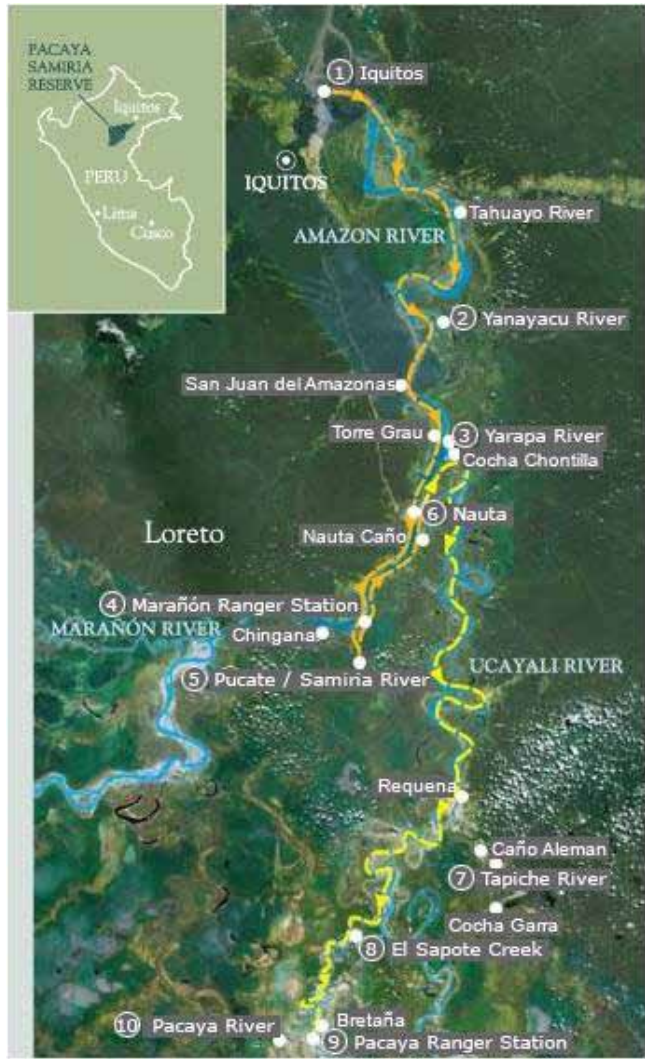 PACAYA
SAMIRIA
RESERVE
Iquitos
PERU
Lima
Cusco
① Iquitos
IQUITOS
Tahuayo River
AMAZON RIVER
② Yanayacu River
San Juan del Amazonas
Torre Grau
③ Yarapa River
Cocha Chontilla
⑥ Nauta
Nauta Caño
Loreto
④ Marañón Ranger Station
MARAÑÓN RIVER
Chingana
⑤ Pucate / Samiria River
UCAYALI RIVER
Requena
Caño Aleman
⑦ Tapiche River
Cocha Garra
⑧ El Sapote Creek
Bretaña
⑩ Pacaya River
⑨ Pacaya Ranger Station